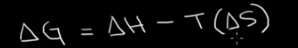 ΔG = ΔH - T(ΔS)